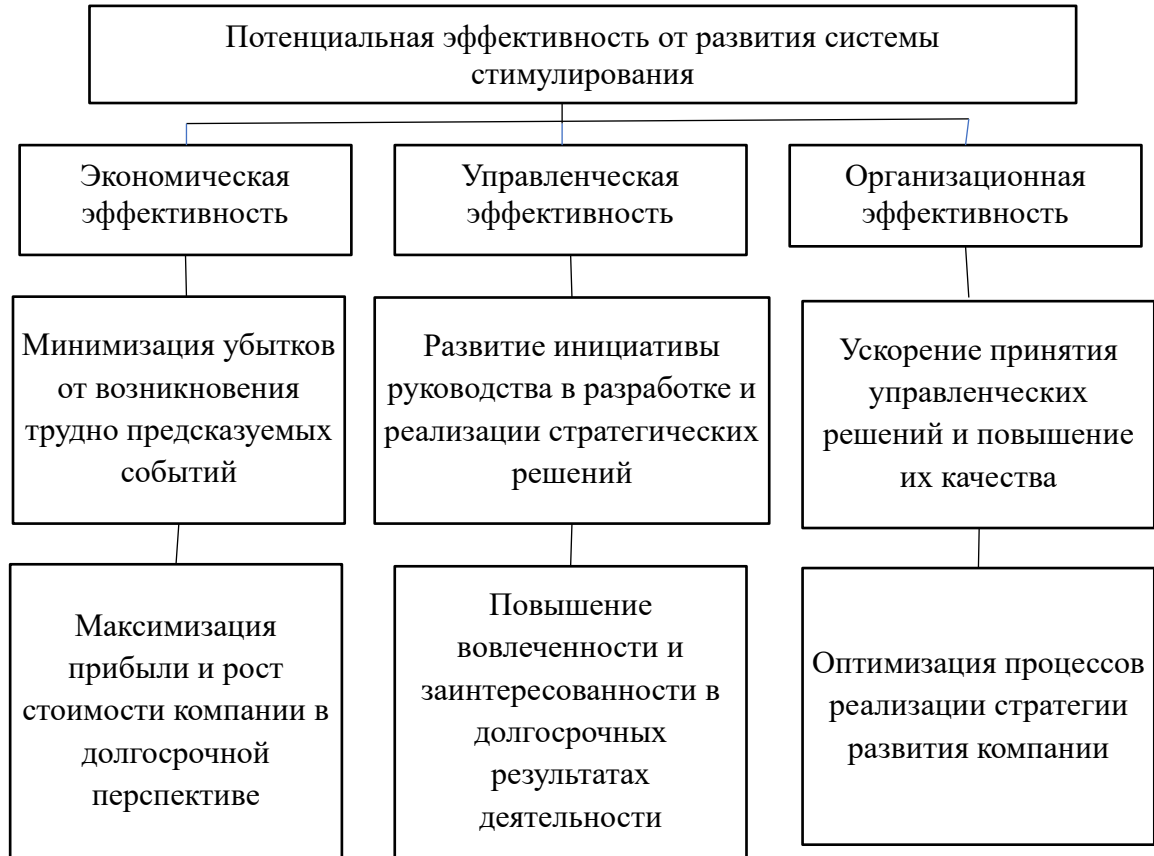 Потенциальная эффективность от развития системы
стимулирования
Экономическая
эффективность
Управленческая
эффективность
Организационная
эффективность
Минимизация убытков
от возникновения
трудно предсказуемых
событий
Развитие инициативы
руководства в разработке и
реализации стратегических
решений
Ускорение принятия
управленческих
решений и повышение
их качества
Максимизация
прибыли и рост
стоимости компании в
долгосрочной
перспективе
Повышение
вовлеченности и
заинтересованности в
долгосрочных
результатах
деятельности
Оптимизация процессов
реализации стратегии
развития компании